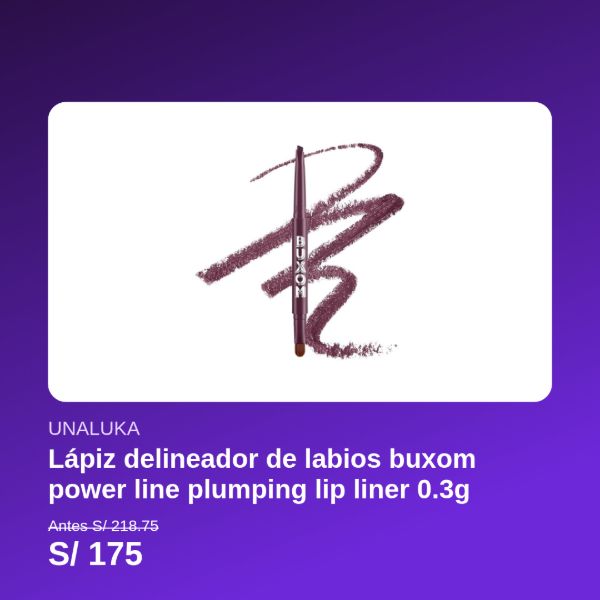 BUXOM
UNALUKA
Lápiz delineador de labios buxom
power line plumping lip liner 0.3g
Antes S/ 218.75
S/ 175